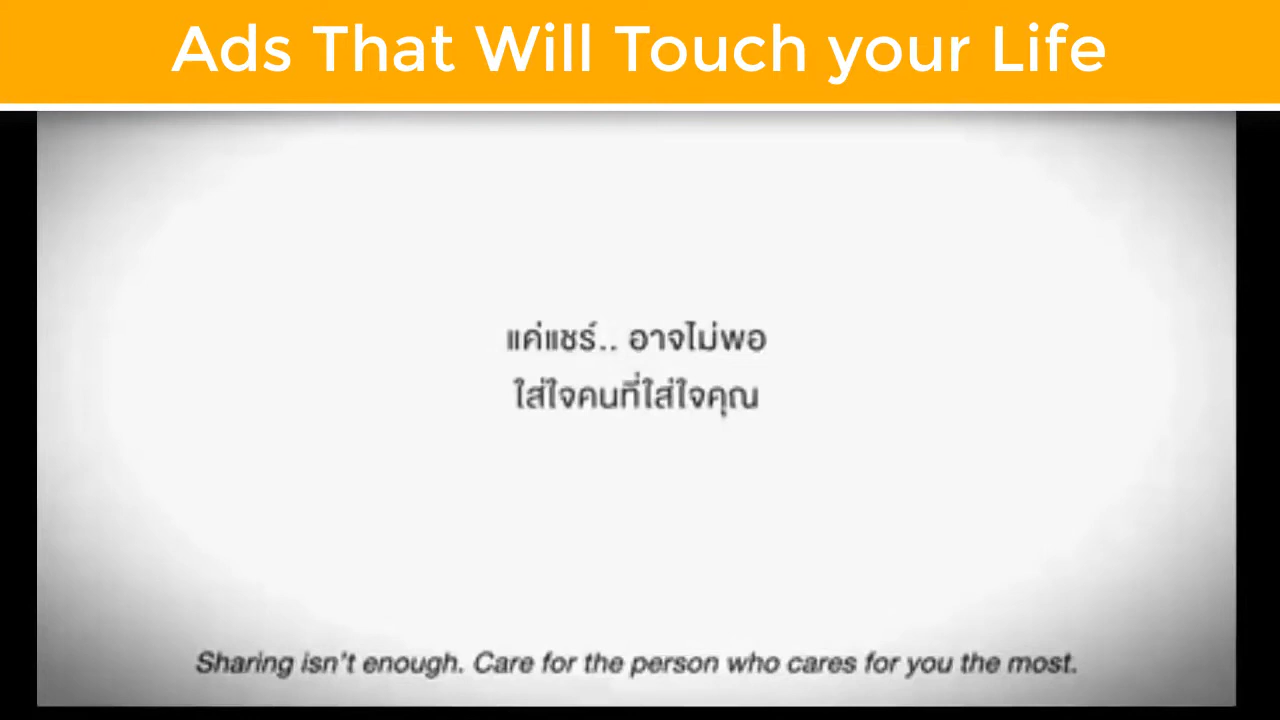 Ads That Will Touch your Life
แค่แชร์.. อาจไม่พอ
ใส่ใจคนที่ใส่ใจคุณ
Sharing isn't enough. Care for the person who cares for you the most.